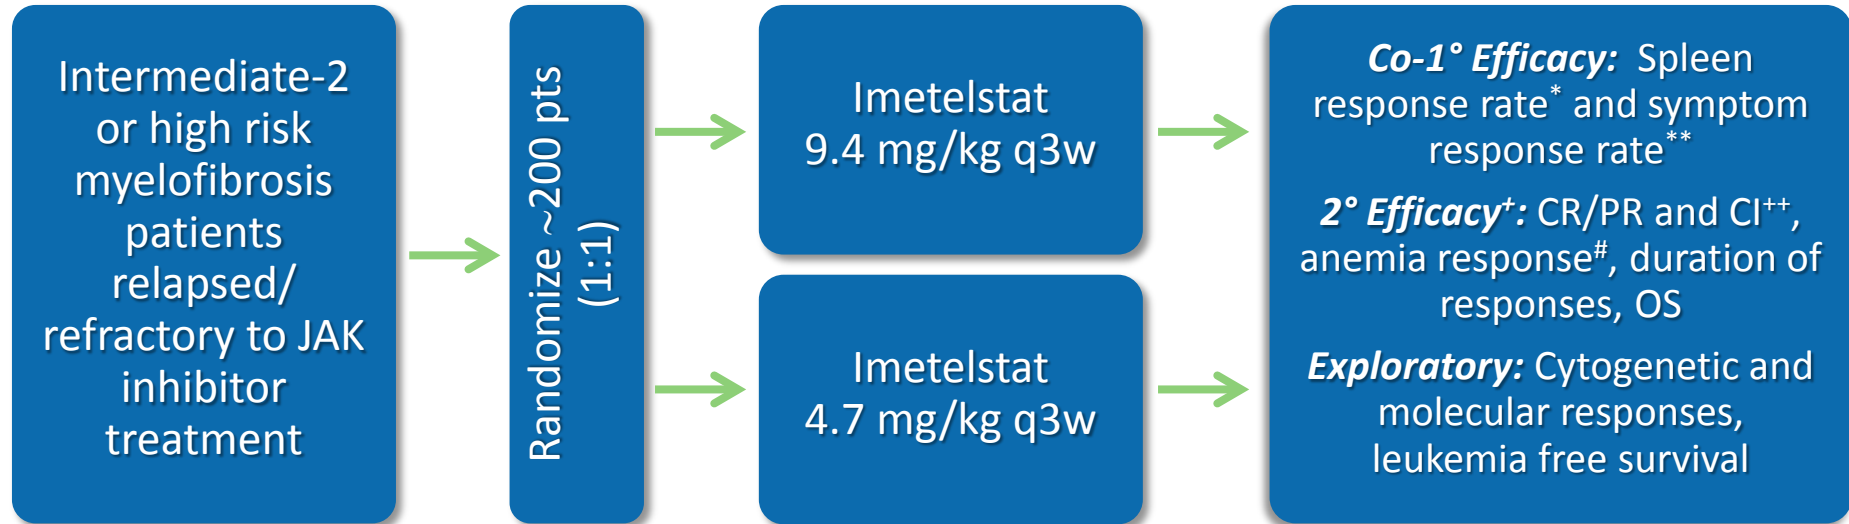 Intermediate-2
or high risk
myelofibrosis
patients
relapsed/
refractory to JAK
inhibitor
treatment
Randomize ~200 pts
(1:1)
Imetelstat
9.4 mg/kg q3w
Imetelstat
4.7 mg/kg q3w
Co-1° Efficacy: Spleen
response rate* and symptom
response rate**
2° Efficacy+: CR/PR and CI++,
anemia response#, duration of
responses, OS
Exploratory: Cytogenetic and
molecular responses,
leukemia free survival